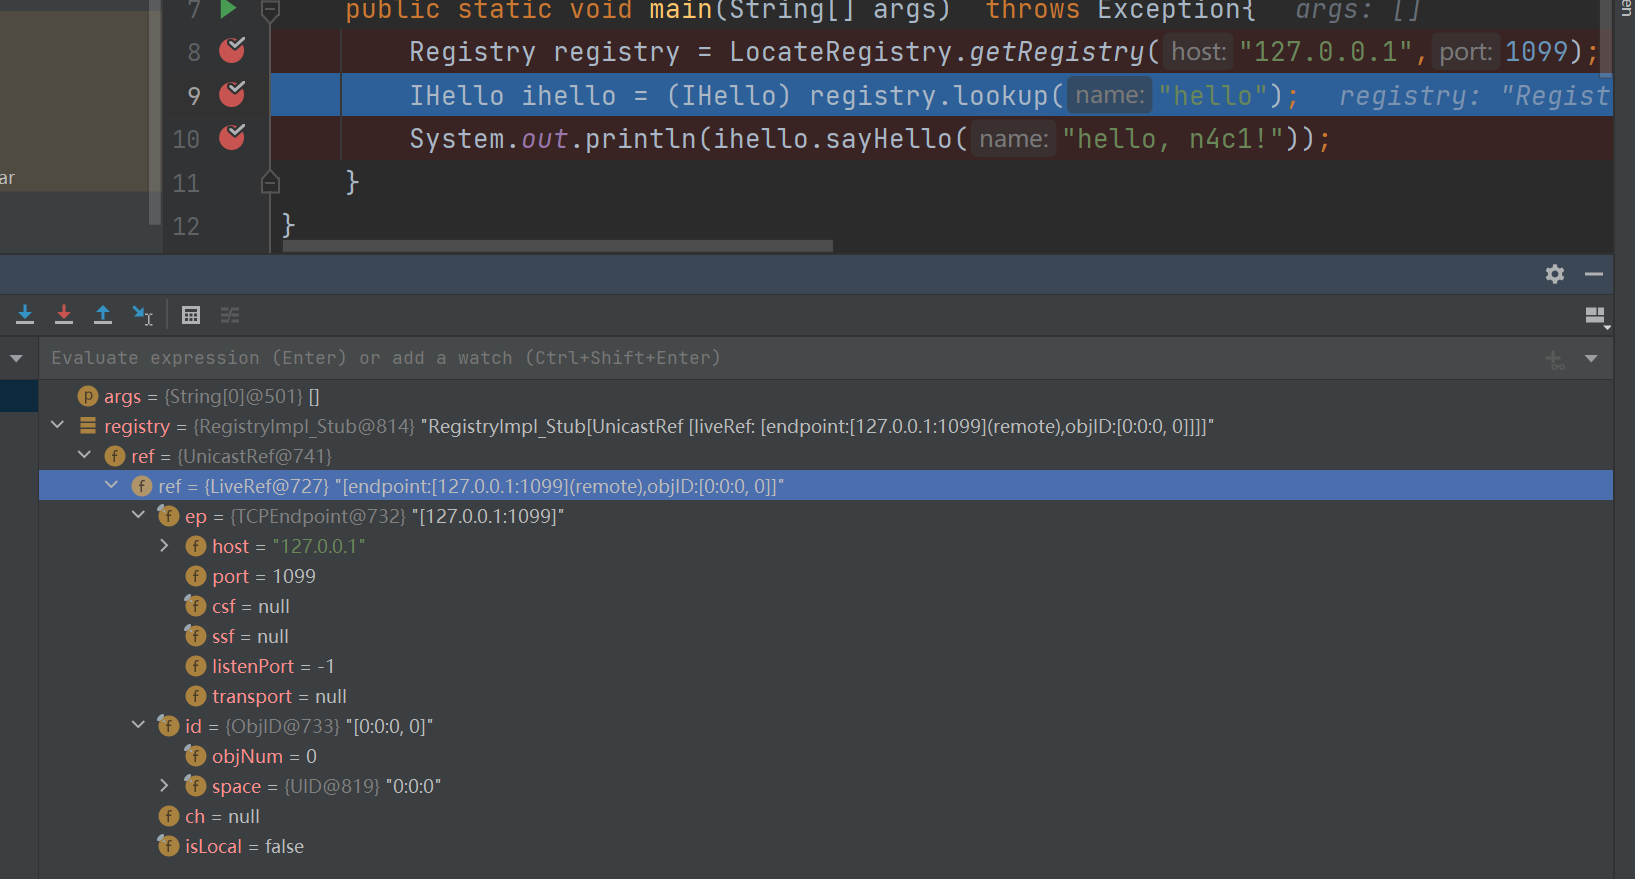 7 public static void main(String[] args) throws Exception{ args: []
8 Registry registry = LocateRegistry.getRegistry( host: "127.0.0.1", port: 1099);
9 IHello ihello = (IHello) registry.lookup( name: "hello"); registry: "Regist
10 System.out.println(ihello.sayHello( name: "hello, n4c1!"));
ar
11 }
12 }
Evaluate expression (Enter) or add a watch (Ctrl+Shift+Enter)
p args = {String[0]@501} []
registry = {RegistryImpl_Stub@814} "RegistryImpl_Stub[UnicastRef [liveRef: [endpoint:[127.0.0.1:1099](remote),objID:[0:0:0, 0]]]]"
f ref = {UnicastRef@741}
f ref = {LiveRef@727} "[endpoint:[127.0.0.1:1099](remote),objID:[0:0:0, 0]]"
f ep = {TCPEndpoint@732} "[127.0.0.1:1099]"
f host = "127.0.0.1"
f port = 1099
f csf = null
f ssf = null
f listenPort = -1
f transport = null
f id = {ObjID@733} "[0:0:0, 0]"
f objNum = 0
f space = {UID@819} "0:0:0"
f ch = null
f isLocal = false